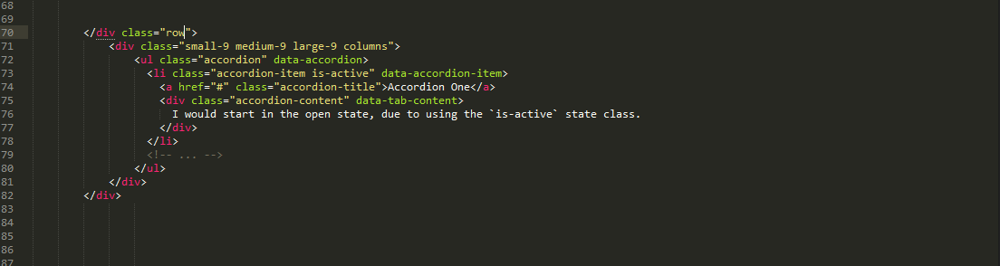 68
69
70 </div class="row">
71 <div class="small-9 medium-9 large-9 columns">
72 <ul class="accordion" data-accordion>
73 <li class="accordion-item is-active" data-accordion-item>
74 <a href="#" class="accordion-title">Accordion One</a>
75 <div class="accordion-content" data-tab-content>
76 I would start in the open state, due to using the `is-active` state class.
77 </div>
78 </li>
79 <!-- ... -->
80 </ul>
81 </div>
82 </div>
83
84
85
86
87